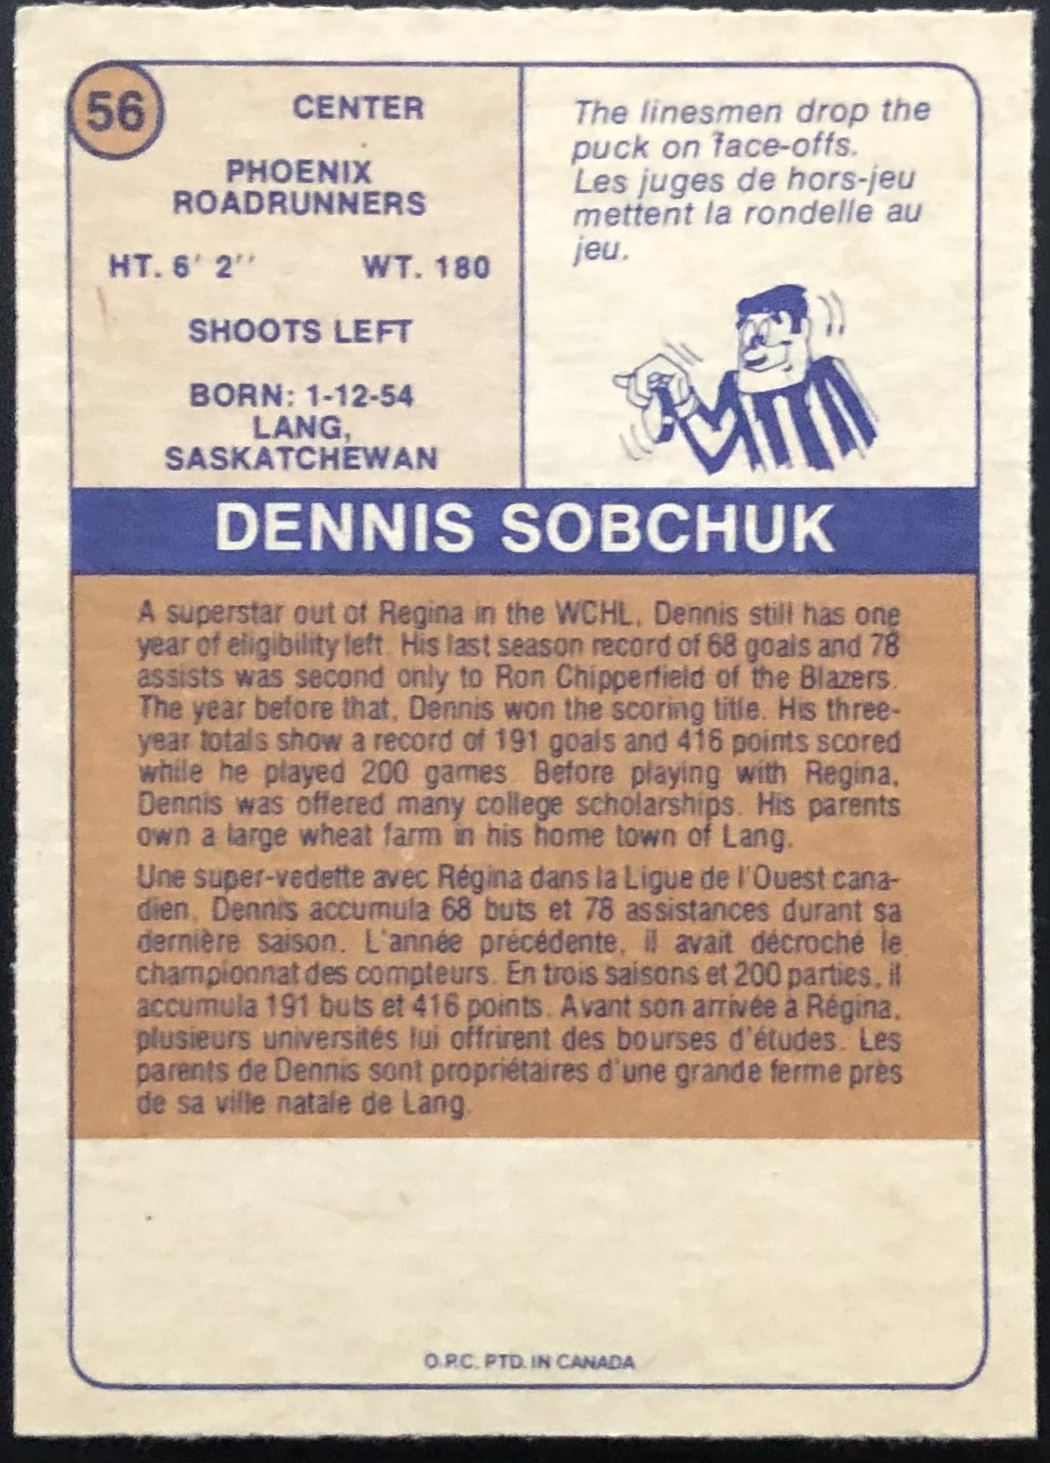 56
CENTER
PHOENIX
ROADRUNNERS
HT. 6' 2'' WT. 180
SHOOTS LEFT
BORN: 1-12-54
LANG,
SASKATCHEWAN
The linesmen drop the
puck on face-offs.
Les juges de hors-jeu
mettent la rondelle au
jeu.
DENNIS SOBCHUK
A superstar out of Regina in the WCHL, Dennis still has one
year of eligibility left. His last season record of 68 goals and 78
assists was second only to Ron Chipperfield of the Blazers.
The year before that, Dennis won the scoring title. His three-
year totals show a record of 191 goals and 416 points scored
while he played 200 games. Before playing with Regina,
Dennis was offered many college scholarships. His parents
own a large wheat farm in his home town of Lang.
Une super-vedette avec Régina dans la Ligue de l'Ouest cana-
dien, Dennis accumula 68 buts et 78 assistances durant sa
dernière saison. L'année précédente, il avait décroché le
championnat des compteurs. En trois saisons et 200 parties, il
accumula 191 buts et 416 points. Avant son arrivée à Régina,
plusieurs universités lui offrirent des bourses d'études. Les
parents de Dennis sont propriétaires d'une grande ferme près
de sa ville natale de Lang.
O.P.C. PTD. IN CANADA